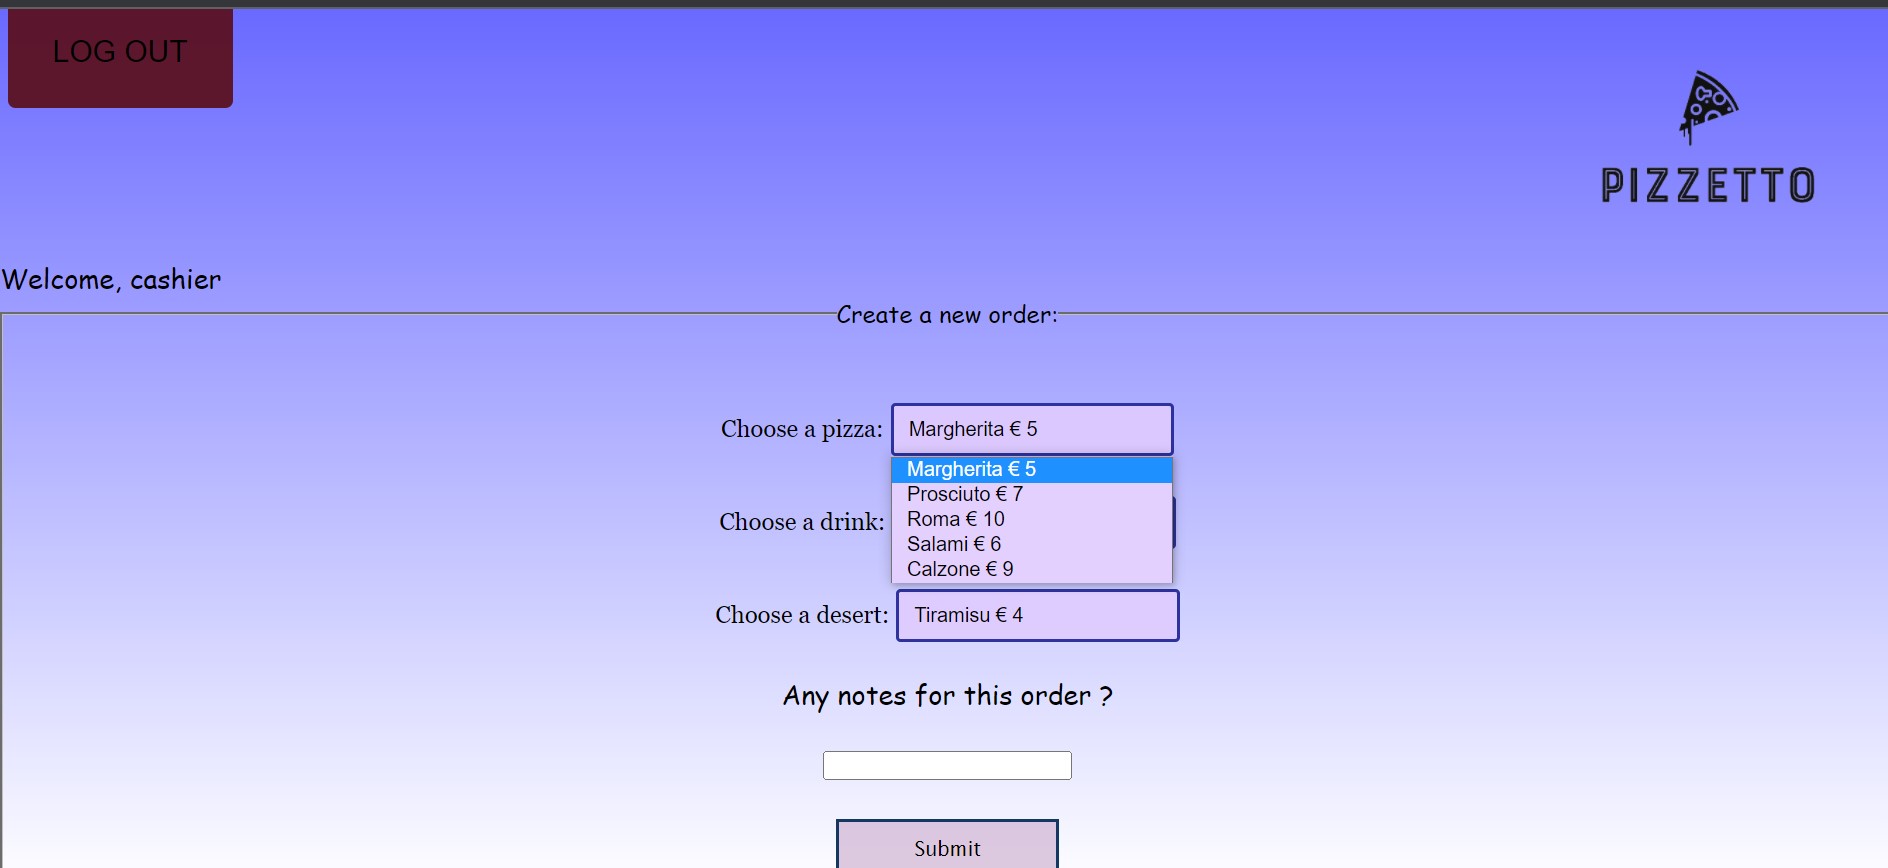 LOG OUT
PIZZETTO
Welcome, cashier
Create a new order:
Choose a pizza: Margherita € 5
Margherita € 5
Prosciuto € 7
Roma € 10
Salami € 6
Calzone € 9
Choose a drink:
Choose a desert: Tiramisu € 4
Any notes for this order ?
Submit